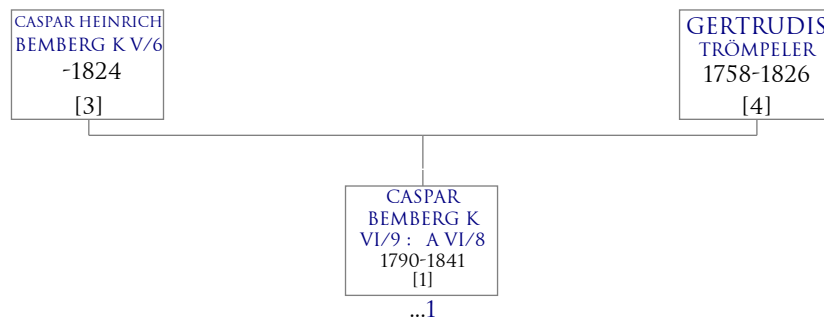 CASPAR HEINRICH
BEMBERG K V/6
-1824
[3]
GERTRUDIS
TRÖMPELER
1758-1826
[4]
CASPAR
BEMBERG K
VI/9 : A VI/8
1790-1841
[1]
...1